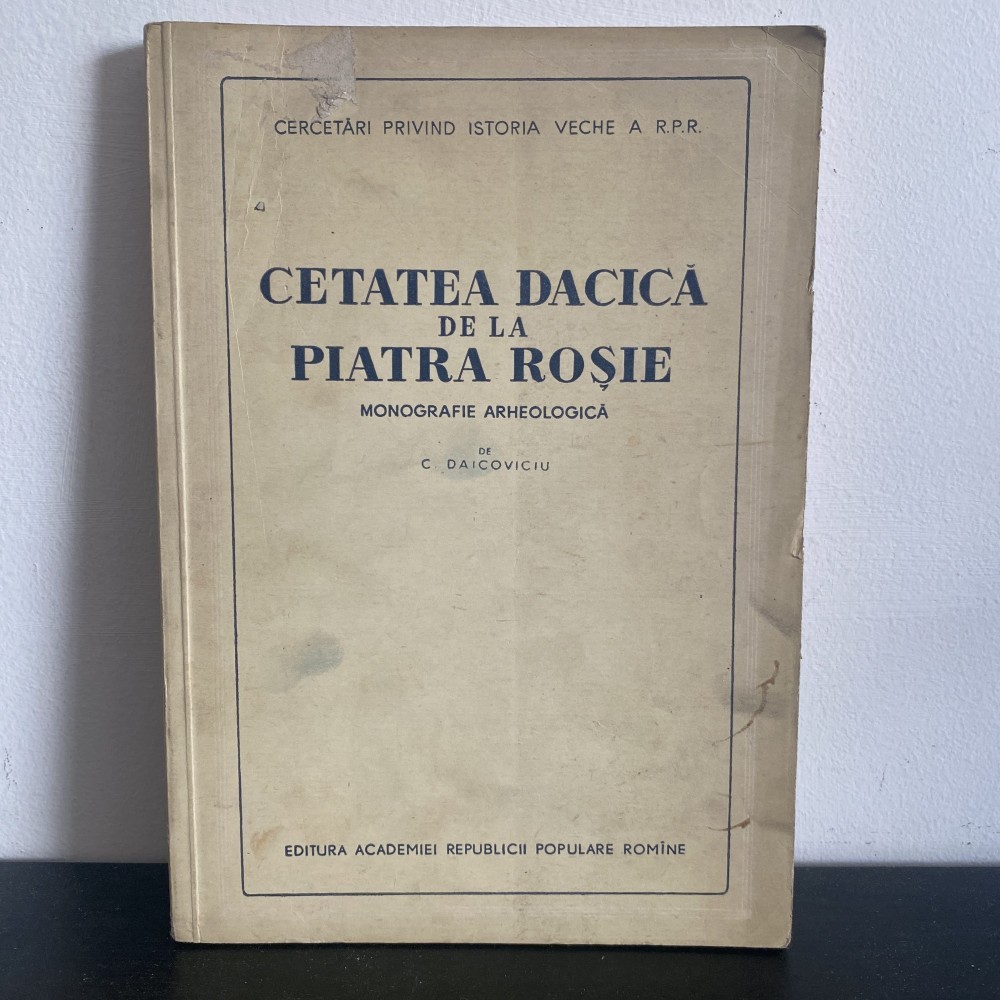 CERCETĂRI PRIVIND ISTORIA VECHE A R.P.R.
CETATEA DACICĂ
DE LA
PIATRA ROȘIE
MONOGRAFIE ARHEOLOGICĂ
DE
C. DAICOVICIU
EDITURA ACADEMIEI REPUBLICII POPULARE ROMÎNE